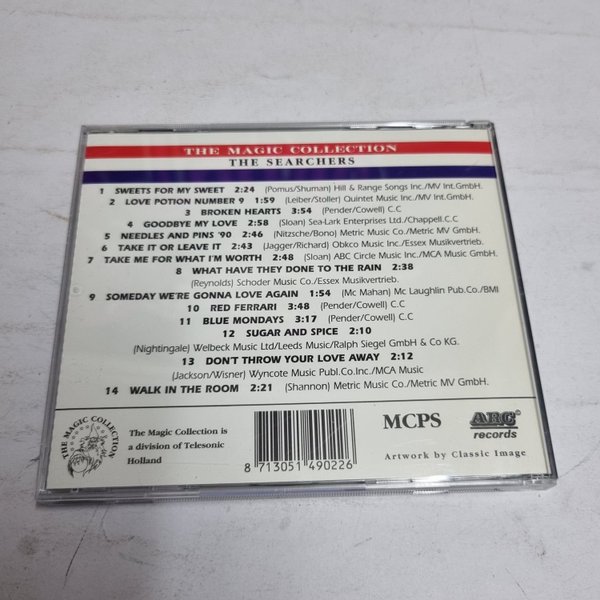 THE MAGIC COLLECTION
THE SEARCHERS
1 SWEETS FOR MY SWEET 2:24 (Pomus/Shuman) Hill & Range Songs Inc./MV Int.GmbH.
2 LOVE POTION NUMBER 9 1:59 (Leiber/Stoller) Quintet Music Inc./MV Int.GmbH.
3 BROKEN HEARTS 3:54 (Pender/Cowell) C.C
4 GOODBYE MY LOVE 2:58 (Sloan) Sea-Lark Enterprises Ltd./Chappell.C.C
5 NEEDLES AND PINS '90 2:46 (Nitzsche/Bono) Metric Music Co./Metric MV GmbH.
6 TAKE IT OR LEAVE IT 2:43 (Jagger/Richard) Obkco Music Inc./Essex Musikvertrieb.
7 TAKE ME FOR WHAT I'M WORTH 2:48 (Sloan) ABC Circle Music Inc./MCA Music GmbH.
8 WHAT HAVE THEY DONE TO THE RAIN 2:38
(Reynolds) Schoder Music Co./Essex Musikvertrieb.
9 SOMEDAY WE'RE GONNA LOVE AGAIN 1:54 (Mc Mahan) Mc Laughlin Pub.Co./BMI
10 RED FERRARI 3:48 (Pender/Cowell) C.C
11 BLUE MONDAYS 3:17 (Pender/Cowell) C.C
12 SUGAR AND SPICE 2:10
(Nightingale) Welbeck Music Ltd/Leeds Music/Ralph Siegel GmbH & Co KG.
13 DON'T THROW YOUR LOVE AWAY 2:12
(Jackson/Wisner) Wyncote Music Publ.Co.Inc./MCA Music
14 WALK IN THE ROOM 2:21 (Shannon) Metric Music Co./Metric MV GmbH.
THE MAGIC COLLECTION
The Magic Collection is
a division of Telesonic
Holland
8 713051 490226
MCPS
ARC
records
Artwork by Classic Image